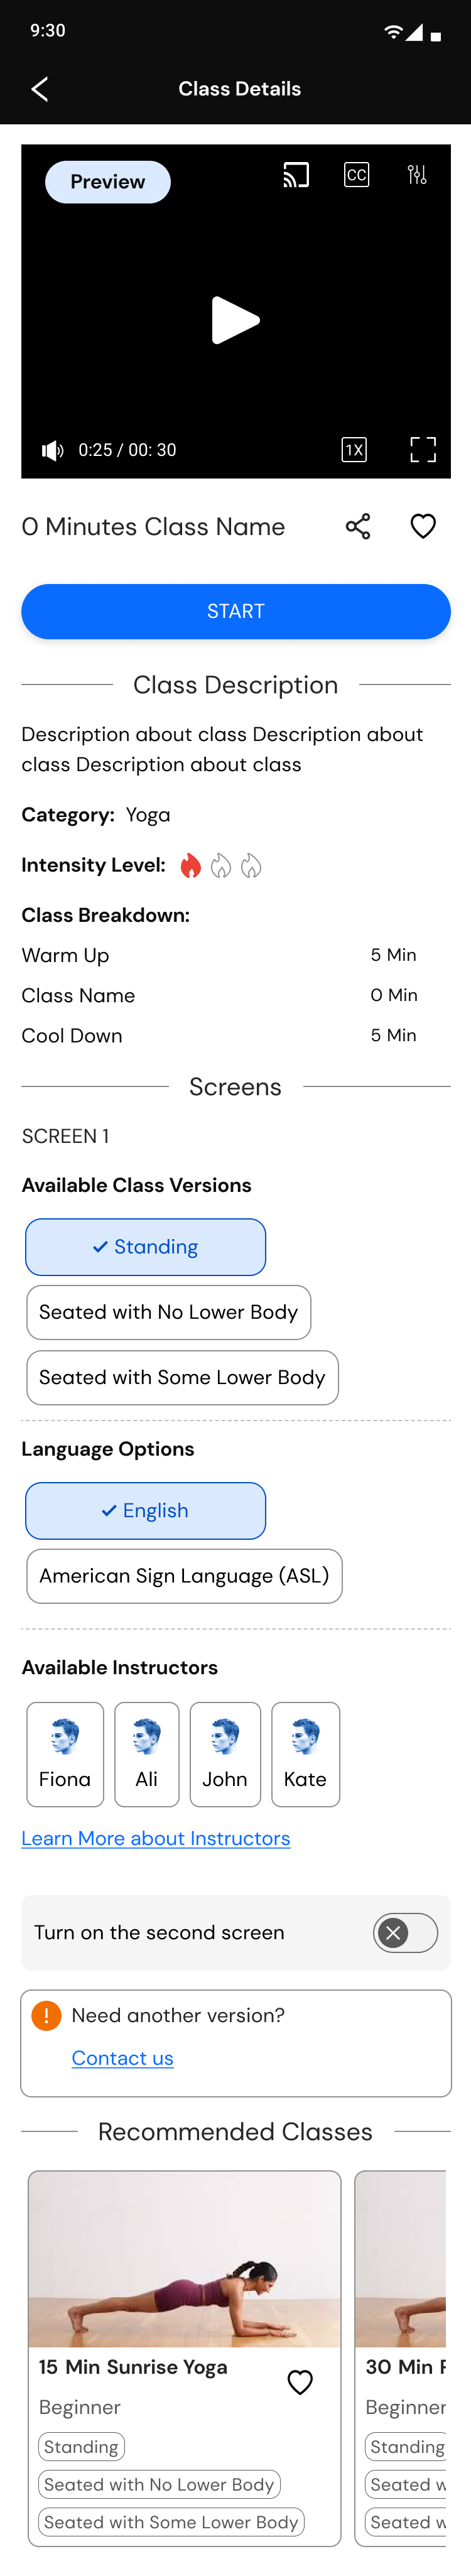 9:30
Class Details
Preview
CC
0:25 / 00: 30
1X
0 Minutes Class Name
START
Class Description
Description about class Description about
class Description about class
Category: Yoga
Intensity Level:
Class Breakdown:
Warm Up 5 Min
Class Name 0 Min
Cool Down 5 Min
Screens
SCREEN 1
Available Class Versions
Standing
Seated with No Lower Body
Seated with Some Lower Body
Language Options
English
American Sign Language (ASL)
Available Instructors
Fiona Ali John Kate
Learn More about Instructors
Turn on the second screen
Need another version?
Contact us
Recommended Classes
15 Min Sunrise Yoga 30 Min
Beginner Beginner
Standing Standing
Seated with No Lower Body Seated
Seated with Some Lower Body Seated